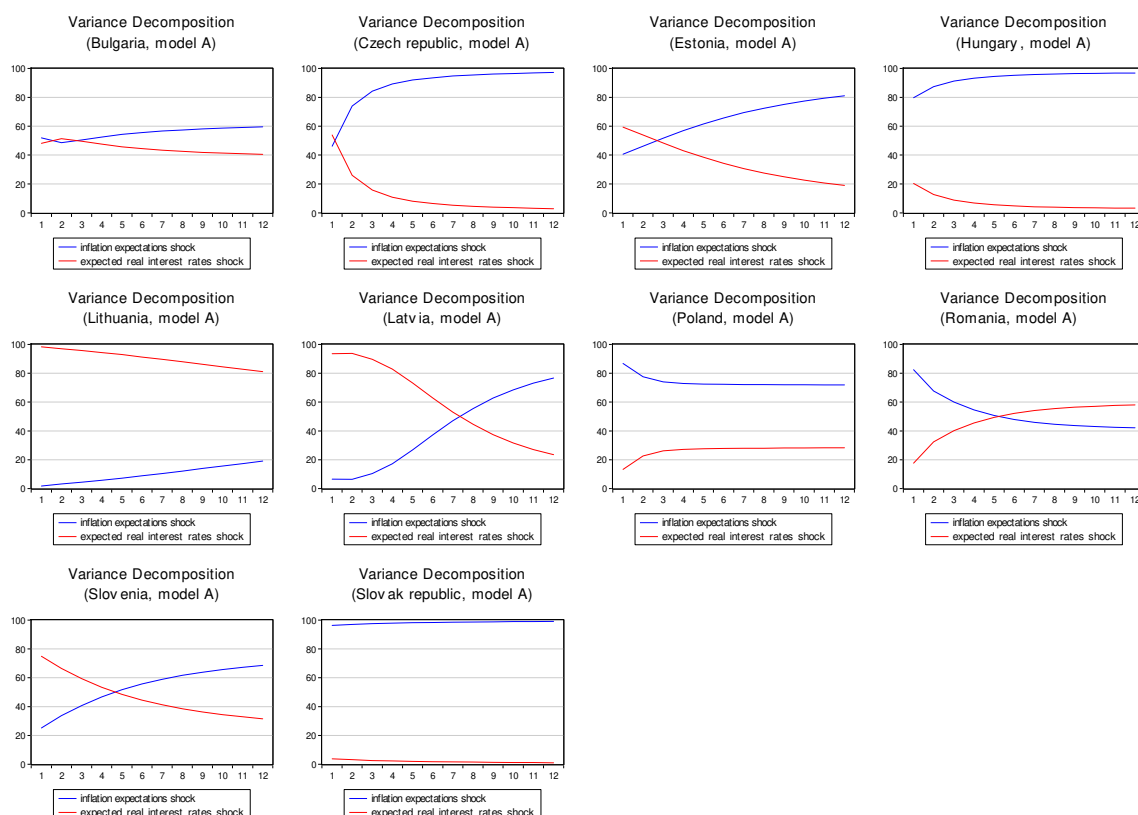 Variance Decomposition
(Bulgaria, model A)
100
80
60
40
20
0
1 2 3 4 5 6 7 8 9 10 11 12
inflation expectations shock
expected real interest rates shock
Variance Decomposition
(Czech republic, model A)
100
80
60
40
20
0
1 2 3 4 5 6 7 8 9 10 11 12
inflation expectations shock
expected real interest rates shock
Variance Decomposition
(Estonia, model A)
100
80
60
40
20
0
1 2 3 4 5 6 7 8 9 10 11 12
inflation expectations shock
expected real interest rates shock
Variance Decomposition
(Hungary, model A)
100
80
60
40
20
0
1 2 3 4 5 6 7 8 9 10 11 12
inflation expectations shock
expected real interest rates shock
Variance Decomposition
(Lithuania, model A)
100
80
60
40
20
0
1 2 3 4 5 6 7 8 9 10 11 12
inflation expectations shock
expected real interest rates shock
Variance Decomposition
(Latvia, model A)
100
80
60
40
20
0
1 2 3 4 5 6 7 8 9 10 11 12
inflation expectations shock
expected real interest rates shock
Variance Decomposition
(Poland, model A)
100
80
60
40
20
0
1 2 3 4 5 6 7 8 9 10 11 12
inflation expectations shock
expected real interest rates shock
Variance Decomposition
(Romania, model A)
100
80
60
40
20
0
1 2 3 4 5 6 7 8 9 10 11 12
inflation expectations shock
expected real interest rates shock
Variance Decomposition
(Slovenia, model A)
100
80
60
40
20
0
1 2 3 4 5 6 7 8 9 10 11 12
inflation expectations shock
expected real interest rates shock
Variance Decomposition
(Slovak republic, model A)
100
80
60
40
20
0
1 2 3 4 5 6 7 8 9 10 11 12
inflation expectations shock
expected real interest rates shock